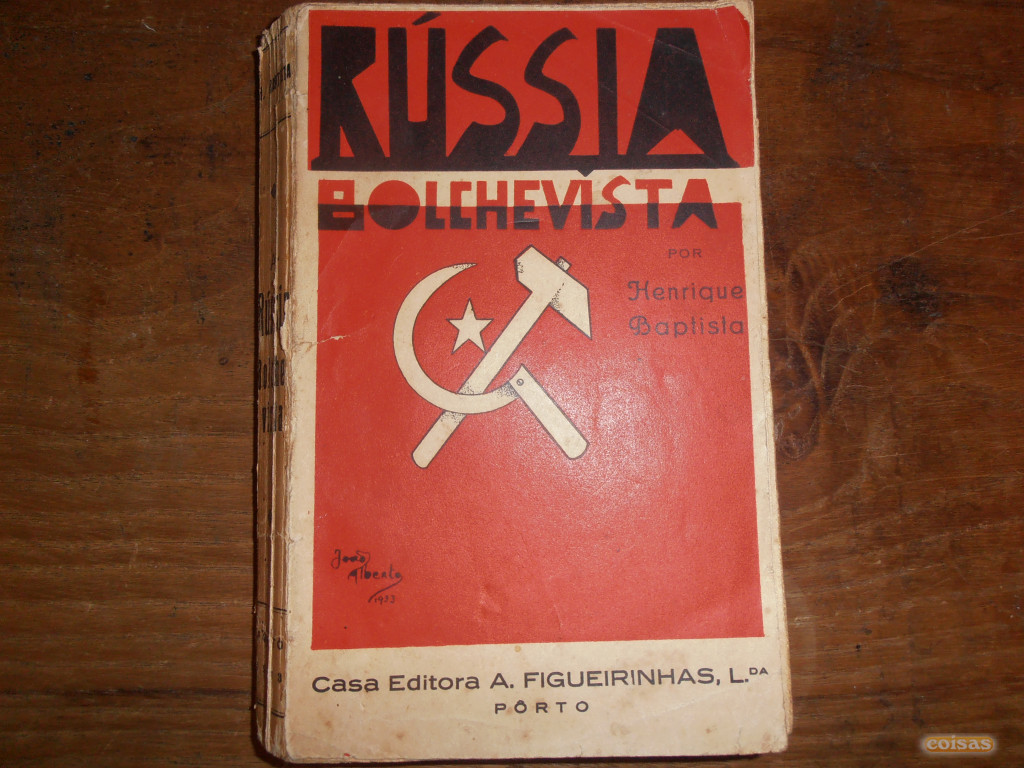 RÚSSIA
BOLCHEVISTA
POR
Henrique
Baptista
João
Alberto
1933
Casa Editora A. FIGUEIRINHAS, L.DA
PÔRTO
coisas